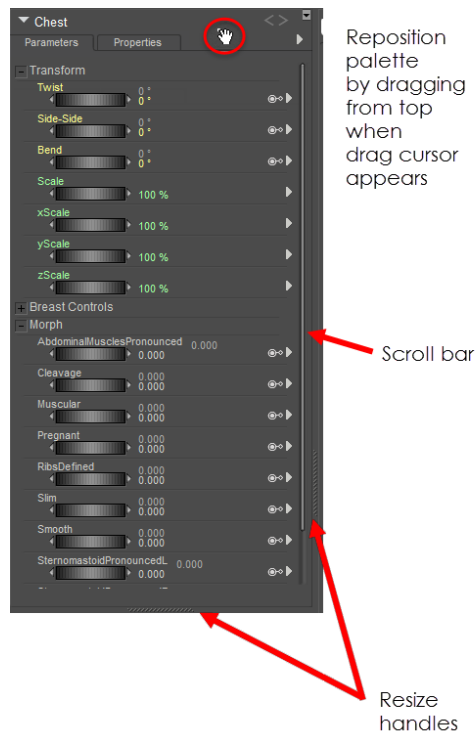 Chest
< >
Parameters Properties
Reposition
palette
by dragging
from top
when
drag cursor
appears
Transform
Twist
0 °
0 °
Side-Side
0 °
0 °
Bend
0 °
0 °
Scale
100 %
xScale
100 %
yScale
100 %
zScale
100 %
Breast Controls
Morph
AbdominalMusclesPronounced 0.000
0.000
Scroll bar
Cleavage
0.000
0.000
Muscular
0.000
0.000
Pregnant
0.000
0.000
RibsDefined
0.000
0.000
Slim
0.000
0.000
Smooth
0.000
0.000
SternomastoidPronouncedL 0.000
0.000
Resize
handles